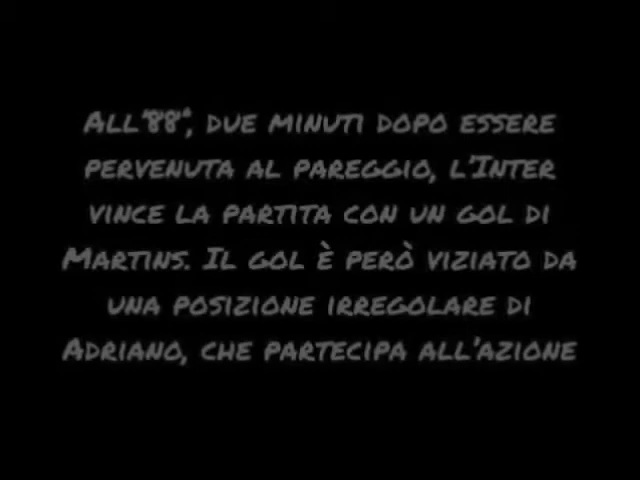 All'88°, due minuti dopo essere
pervenuta al pareggio, l'Inter
vince la partita con un gol di
Martins. Il gol è però viziato da
una posizione irregolare di
Adriano, che partecipa all'azione